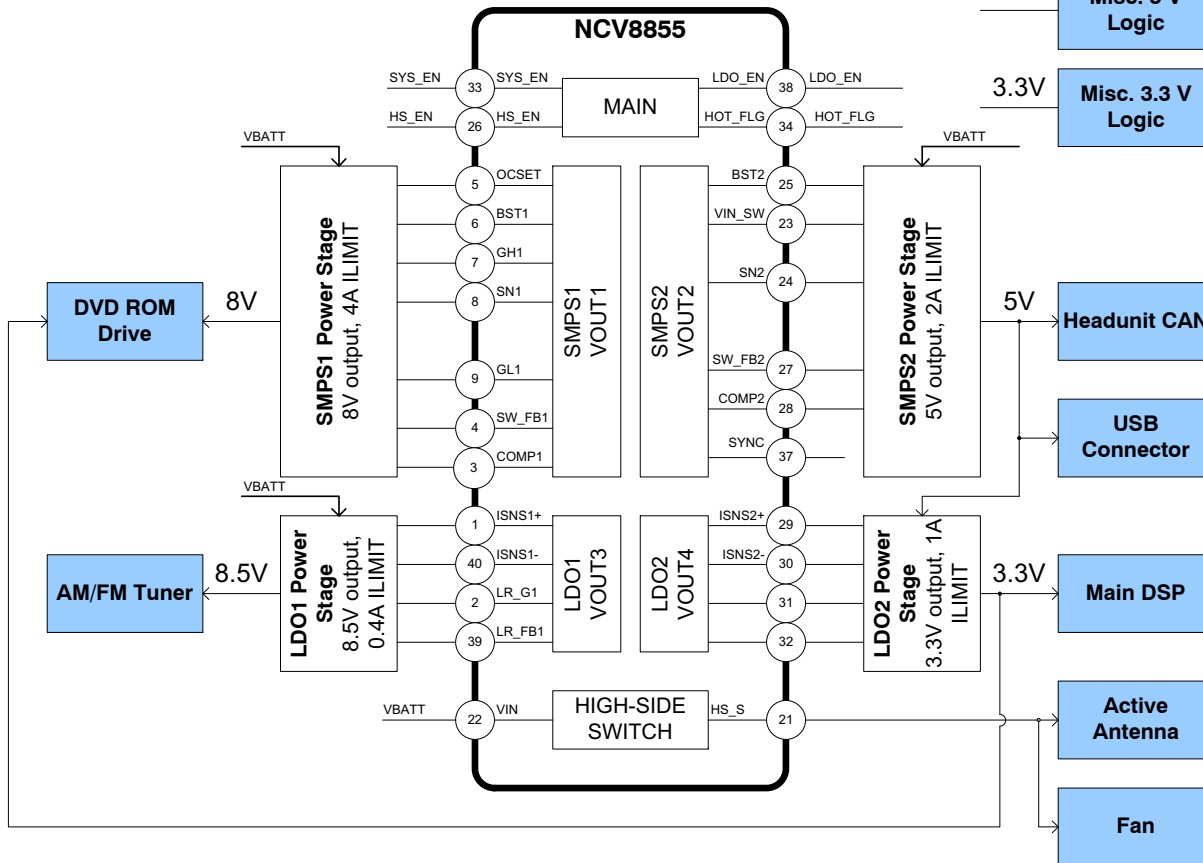 NCV8855
Logic
3.3V
Misc. 3.3 V
Logic
SYS_EN
33
SYS_EN
MAIN
LDO_EN
38
LDO_EN
HS_EN
26
HS_EN
HOT_FLG
34
HOT_FLG
VBATT
SMPS1 Power Stage
8V output, 4A ILIMIT
5
OCSET
6
BST1
7
GH1
8
SN1
9
GL1
4
SW_FB1
3
COMP1
SMPS1
VOUT1
SMPS2
VOUT2
BST2
25
VIN_SW
23
SN2
24
SW_FB2
27
COMP2
28
SYNC
37
VBATT
SMPS2 Power Stage
5V output, 2A ILIMIT
DVD ROM
Drive
8V
5V
Headunit CAN
USB
Connector
VBATT
LDO1 Power
Stage
8.5V output,
0.4A ILIMIT
1
ISNS1+
40
ISNS1-
2
LR_G1
39
LR_FB1
LDO1
VOUT3
LDO2
VOUT4
ISNS2+
29
ISNS2-
30
31
32
LDO2 Power
Stage
3.3V output, 1A
ILIMIT
AM/FM Tuner
8.5V
3.3V
Main DSP
VBATT
22
VIN
HIGH-SIDE
SWITCH
HS_S
21
Active
Antenna
Fan